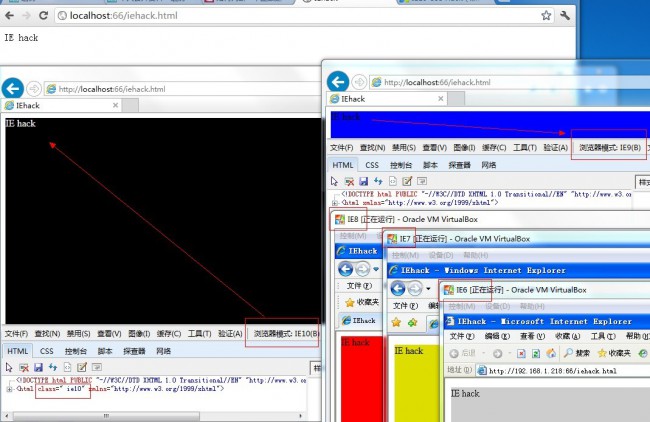 localhost:66/iehack.html
IE hack
http://localhost:66/iehack.html
IEhack
IE hack
文件(F) 查找(N) 禁用(S) 查看(V) 图像(I) 缓存(C) 工具(T) 验证(A) 浏览器模式: IE10(B)
HTML CSS 控制台 脚本 探查器 网络
<!DOCTYPE html PUBLIC "-//W3C//DTD XHTML 1.0 Transitional//EN" "http://www.w3.o
<html class=" ie10" xmlns="http://www.w3.org/1999/xhtml">
http://localhost:66/iehack.html
IEhack
IE hack
文件(F) 查找(N) 禁用(S) 查看(V) 图像(I) 缓存(C) 工具(T) 验证(A) 浏览器模式: IE9(B)
HTML CSS 控制台 脚本 探查器 网络
<!DOCTYPE html PUBLIC "-//W3C//DTD XHTML 1.0 Transitional//EN" "http://www.w
<html xmlns="http://www.w3.org/1999/xhtml">
IE8 [正在运行] - Oracle VM VirtualBox
控制(M)
IEhack
文件(F)
收藏夹
IEhack
IE hack
IE7 [正在运行] - Oracle VM VirtualBox
控制(M) 设备(D) 帮助(H)
IEhack - Windows Internet Explorer
文件(F) 编辑
IEhack
IE hack
IE6 [正在运行] - Oracle VM VirtualBox
控制(M) 设备(D) 帮助(H)
IEhack - Microsoft Internet Explorer
文件(F) 编辑(E) 查看(V) 收藏(A) 工具(T) 帮助(H)
后退 搜索 收藏夹
地址(D) http://192.168.1.218:66/iehack.html
IE hack